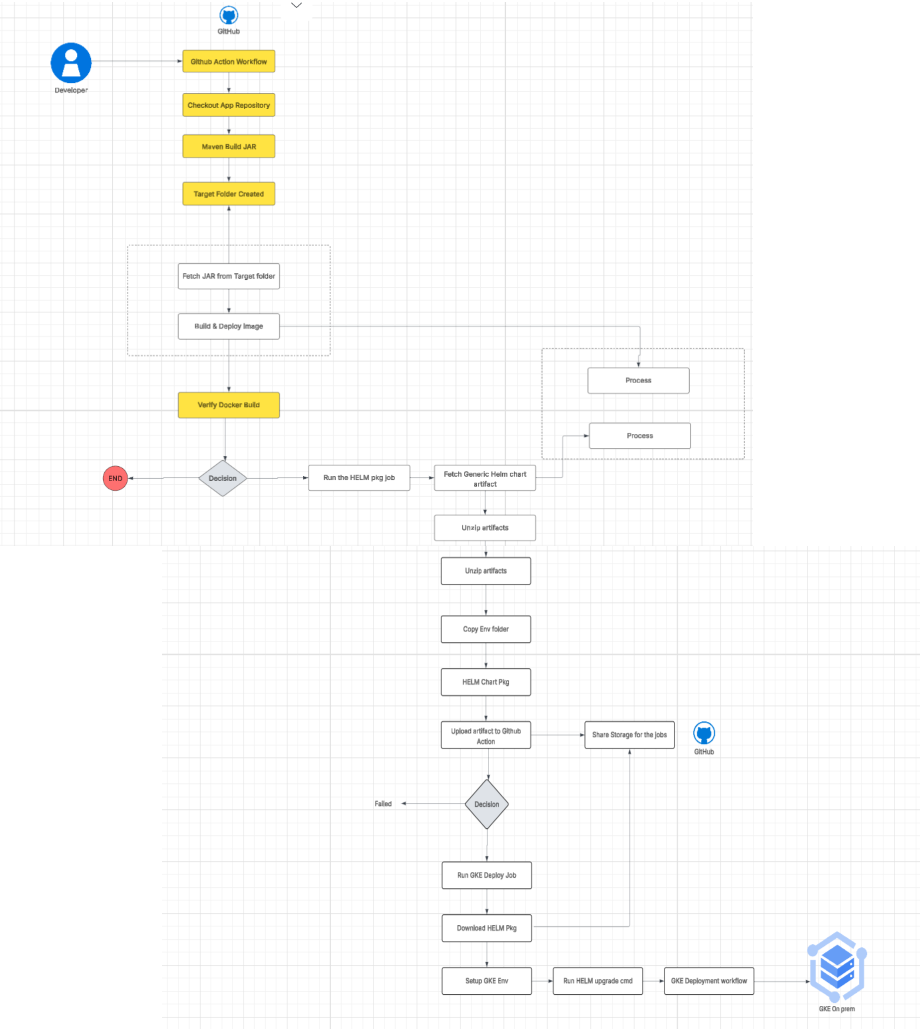 GitHub
Github Action Workflow
Developer
Checkout App Repository
Maven Build JAR
Target Folder Created
Fetch JAR from Target folder
Build & Deploy Image
Process
Verify Docker Build
Process
END
Decision
Run the HELM pkg job
Fetch Generic Helm chart
artifact
Unzip artifacts
Unzip artifacts
Copy Env folder
HELM Chart Pkg
Upload artifact to Github
Action
Share Storage for the jobs
GitHub
Failed
Decision
Run GKE Deploy Job
Download HELM Pkg
Setup GKE Env
Run HELM upgrade cmd
GKE Deployment workflow
GKE On prem